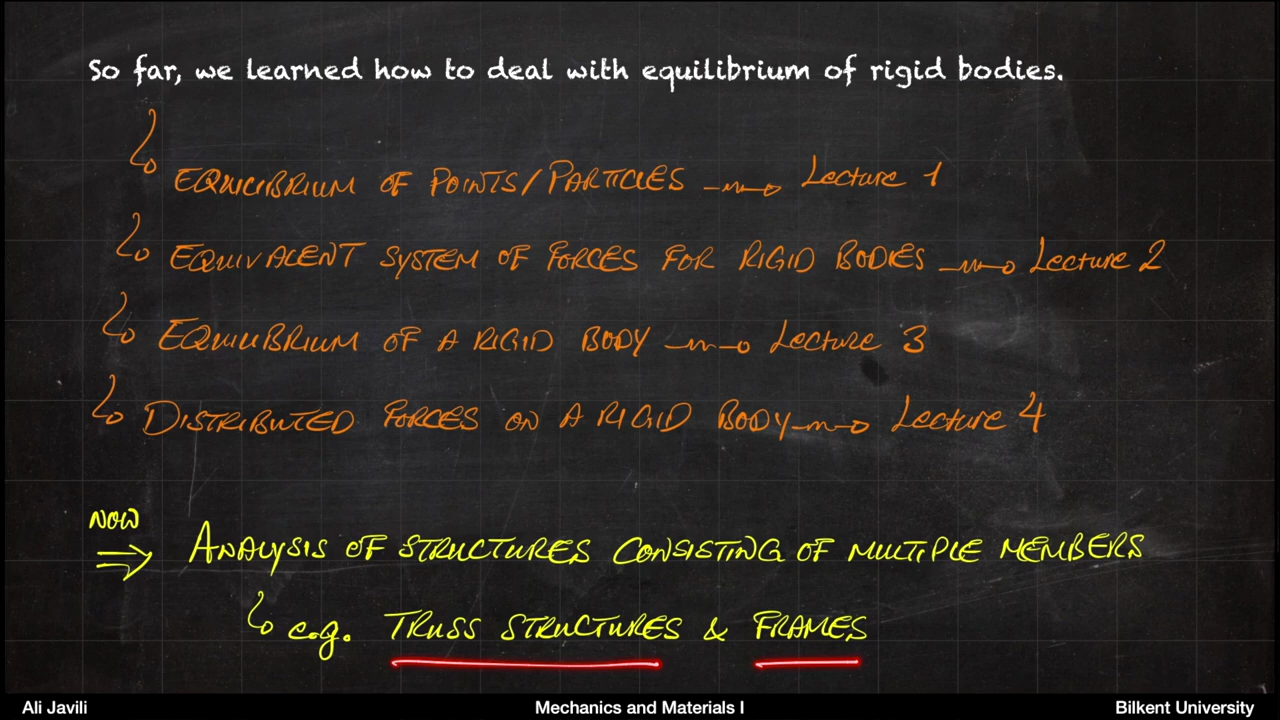 So far, we learned how to deal with equilibrium of rigid bodies.
EQUILIBRIUM OF POINTS/PARTICLES → Lecture 1
EQUIVALENT SYSTEM OF FORCES FOR RIGID BODIES → Lecture 2
EQUILIBRIUM OF A RIGID BODY → Lecture 3
DISTRIBUTED FORCES ON A RIGID BODY → Lecture 4
NOW
⇒ ANALYSIS OF STRUCTURES CONSISTING OF MULTIPLE MEMBERS
e.g. TRUSS STRUCTURES & FRAMES
Ali Javili Mechanics and Materials I Bilkent University